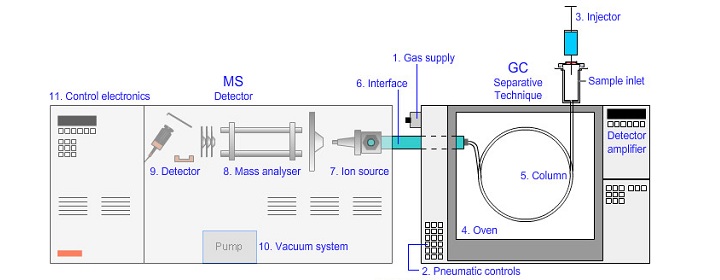 3. Injector
1. Gas supply
MS
Detector
GC
Separative
Technique
6. Interface
Sample inlet
11. Control electronics
Detector
amplifier
9. Detector
8. Mass analyser
7. Ion source
5. Column
4. Oven
Pump
10. Vacuum system
2. Pneumatic controls